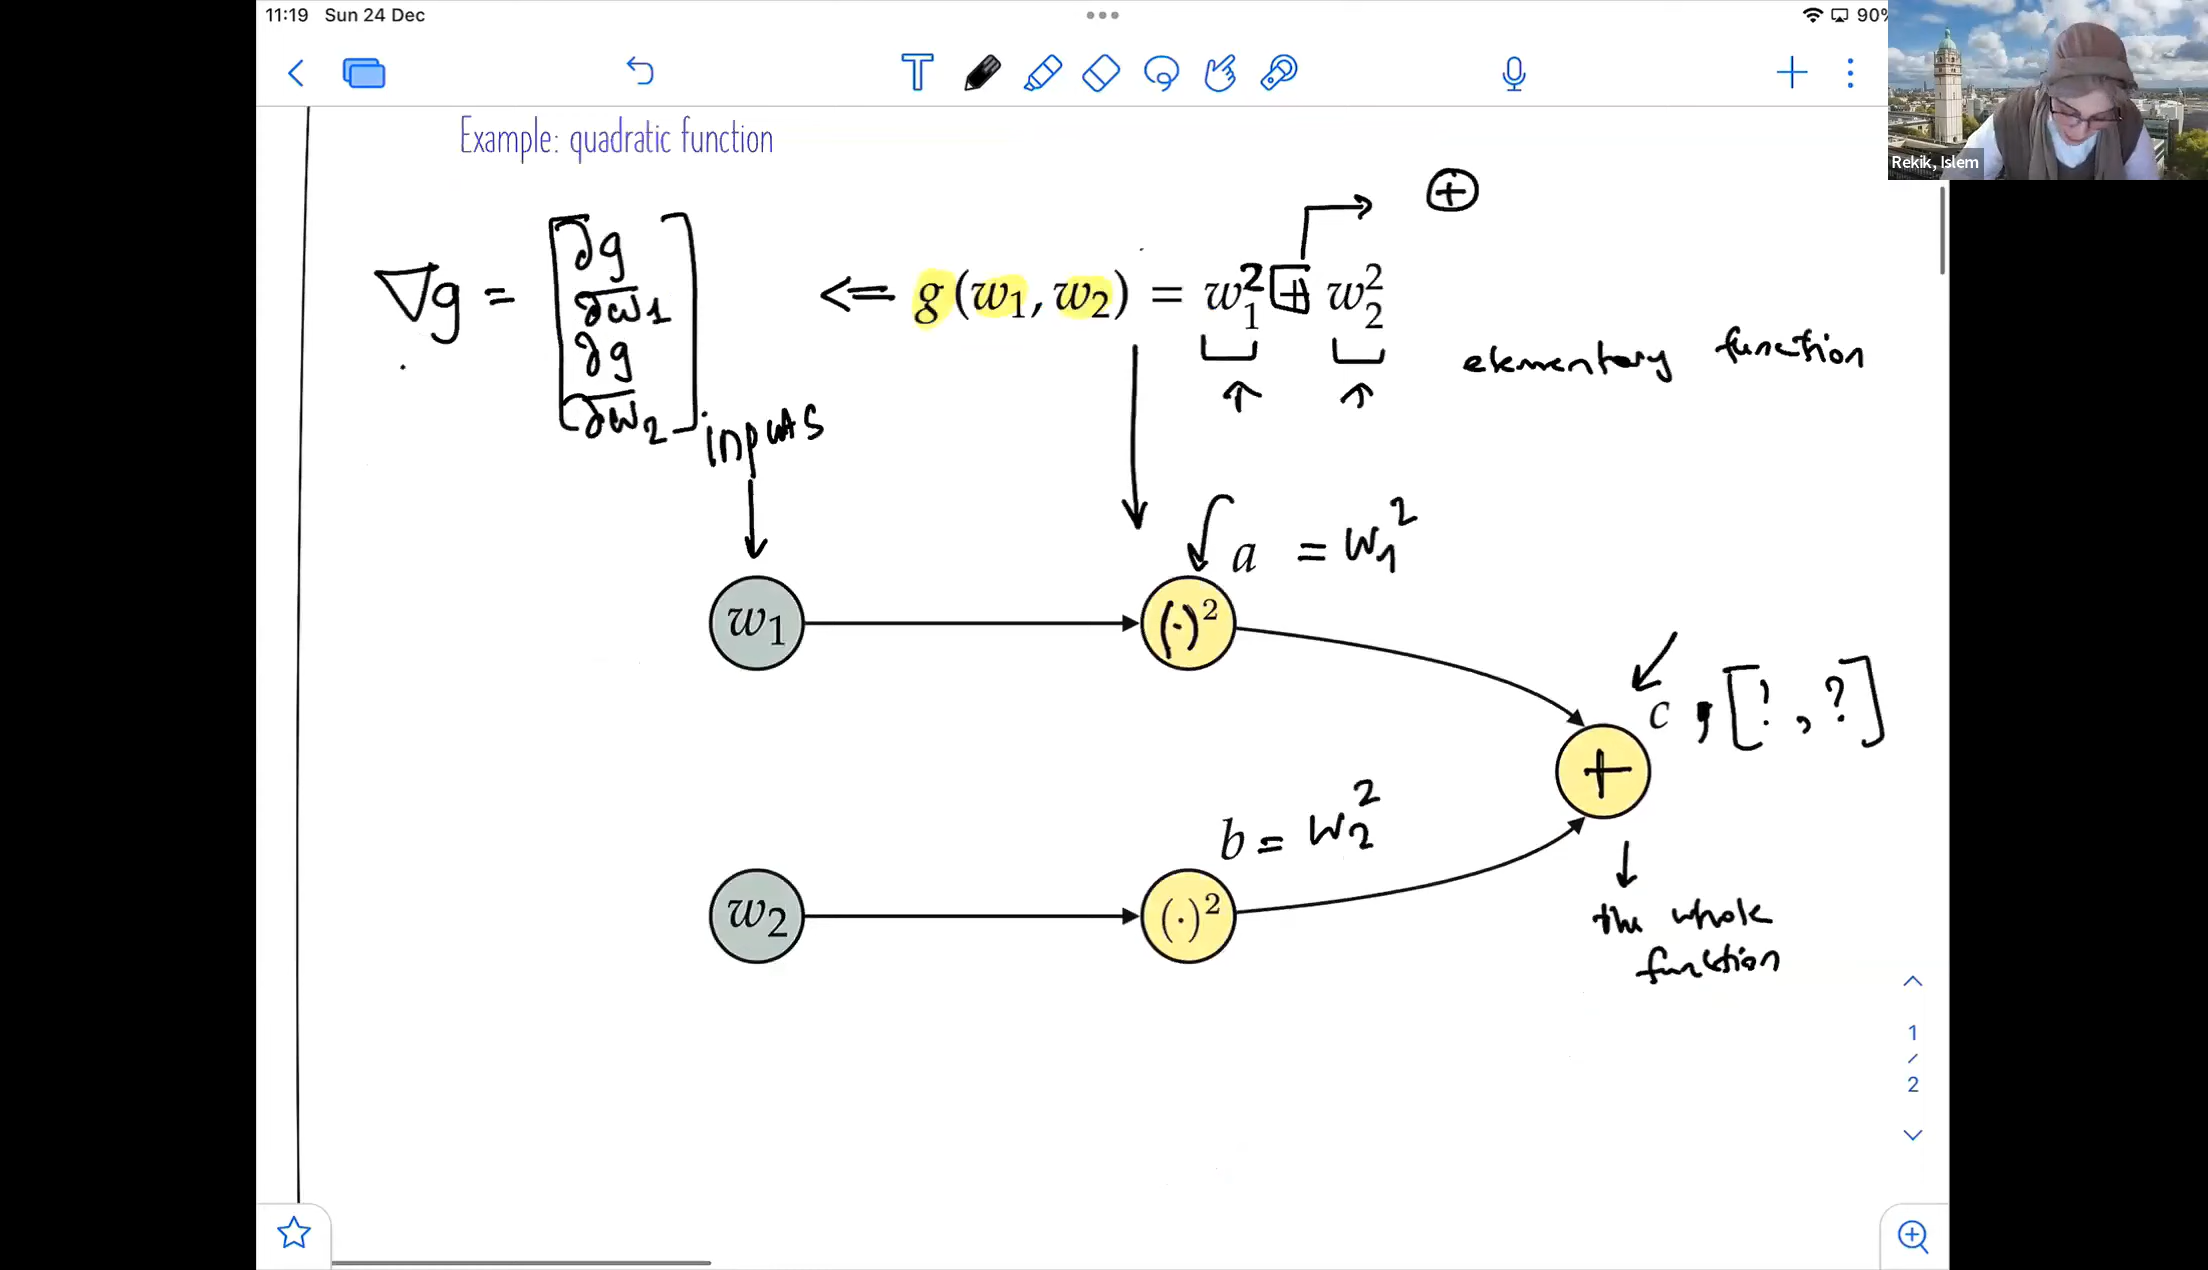 11:19 Sun 24 Dec
90%
Rekik, Islem
Example: quadratic function
⊕
∇g = [∂g/∂w1 ∂g/∂w2] <= g(w₁, w₂) = w₁² + w₂²
elementary function
inputs
a = w₁²
w₁
(·)²
c , [? , ?]
+
b = w₂²
w₂
(·)²
the whole
function
1
/
2